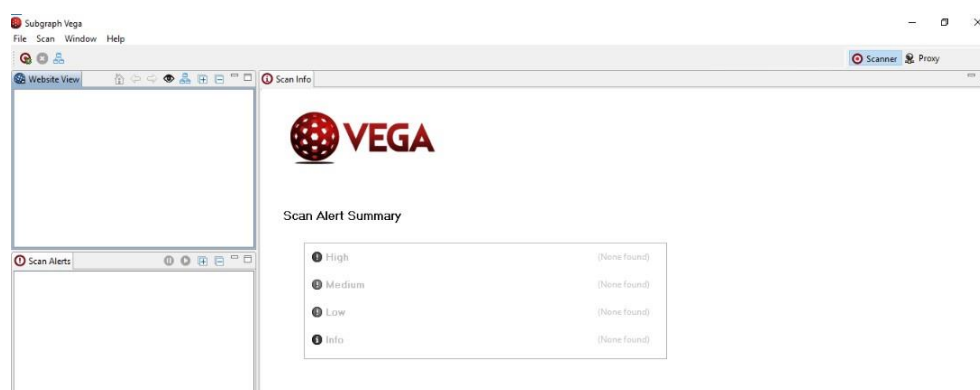 Subgraph Vega
File Scan Window Help
Scanner Proxy
Website View
Scan Info
VEGA
Scan Alert Summary
High (None found)
Medium (None found)
Low (None found)
Info (None found)
Scan Alerts